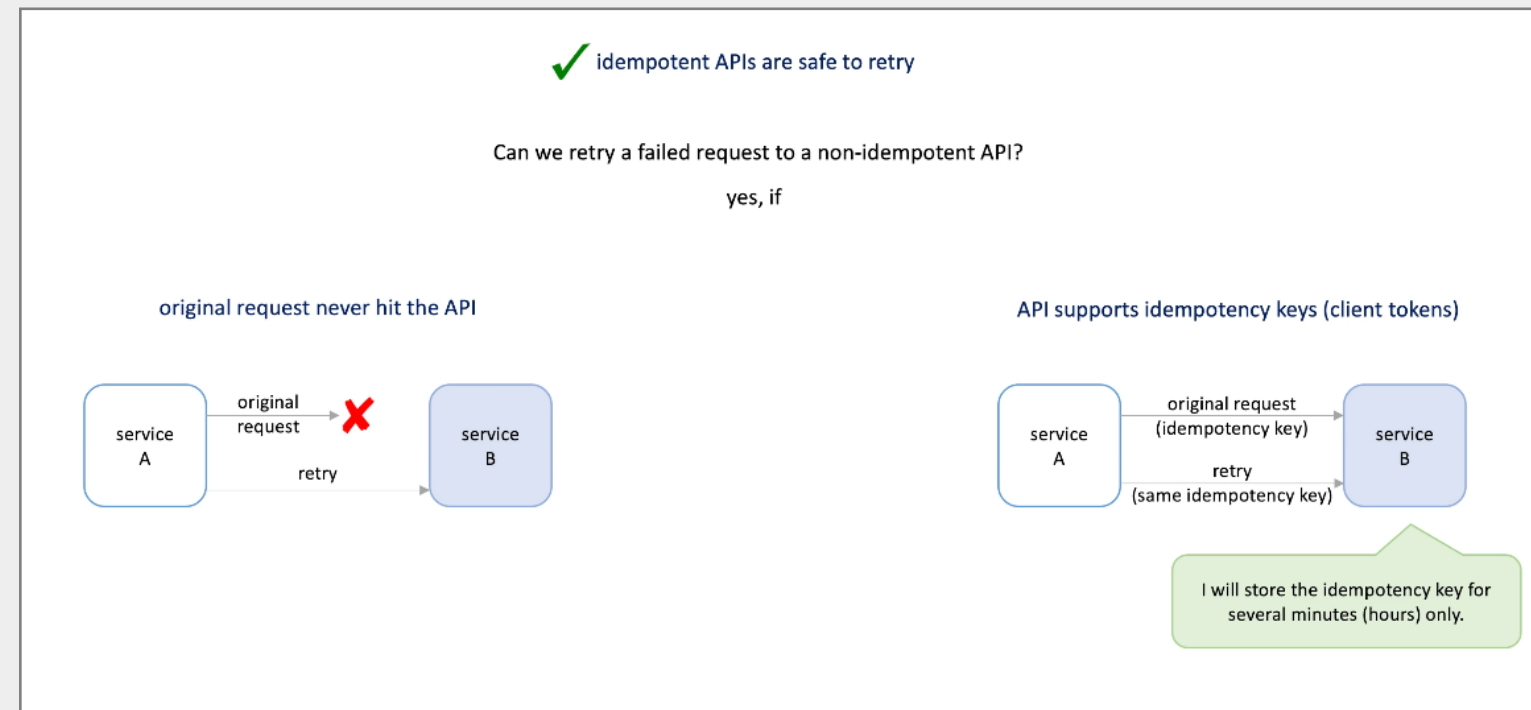 idempotent APIs are safe to retry
Can we retry a failed request to a non-idempotent API?
yes, if
original request never hit the API
service
A
original
request
retry
service
B
API supports idempotency keys (client tokens)
service
A
original request
(idempotency key)
retry
(same idempotency key)
service
B
I will store the idempotency key for
several minutes (hours) only.